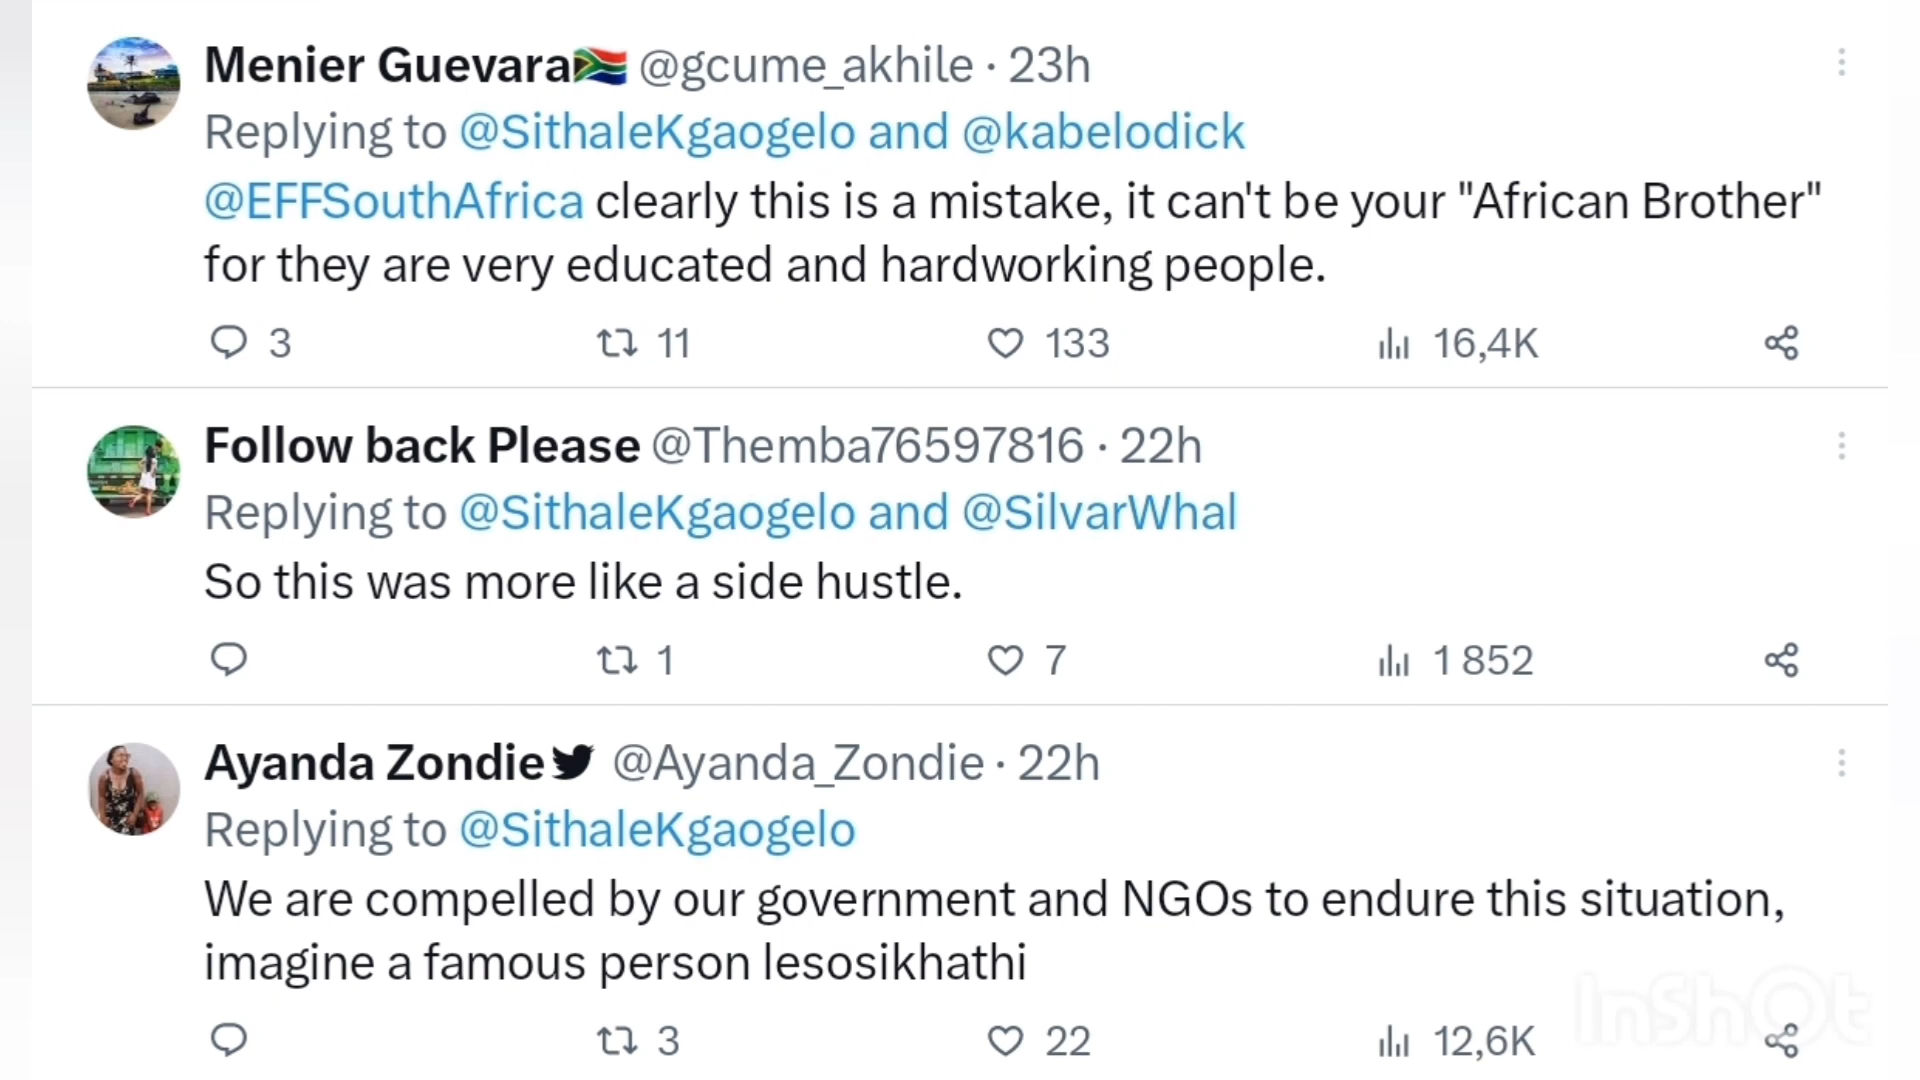 Menier Guevara🇿🇦 @gcume_akhile · 23h
Replying to @SithaleKgaogelo and @kabelodick
@EFFSouthAfrica clearly this is a mistake, it can't be your "African Brother"
for they are very educated and hardworking people.
3 11 133 16,4K
Follow back Please @Themba76597816 · 22h
Replying to @SithaleKgaogelo and @SilvarWhal
So this was more like a side hustle.
1 7 1 852
Ayanda Zondie @Ayanda_Zondie · 22h
Replying to @SithaleKgaogelo
We are compelled by our government and NGOs to endure this situation,
imagine a famous person lesosikhathi
3 22 12,6K
InShOt